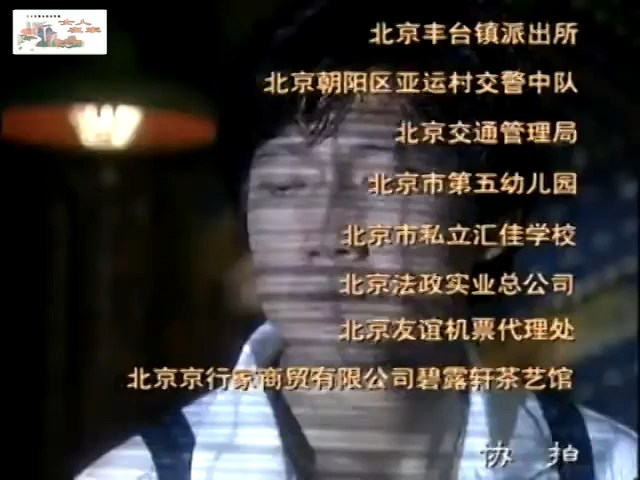 北京丰台镇派出所
北京朝阳区亚运村交警中队
北京交通管理局
北京市第五幼儿园
北京市私立汇佳学校
北京法政实业总公司
北京友谊机票代理处
北京京行家商贸有限公司碧露轩茶艺馆
协 拍